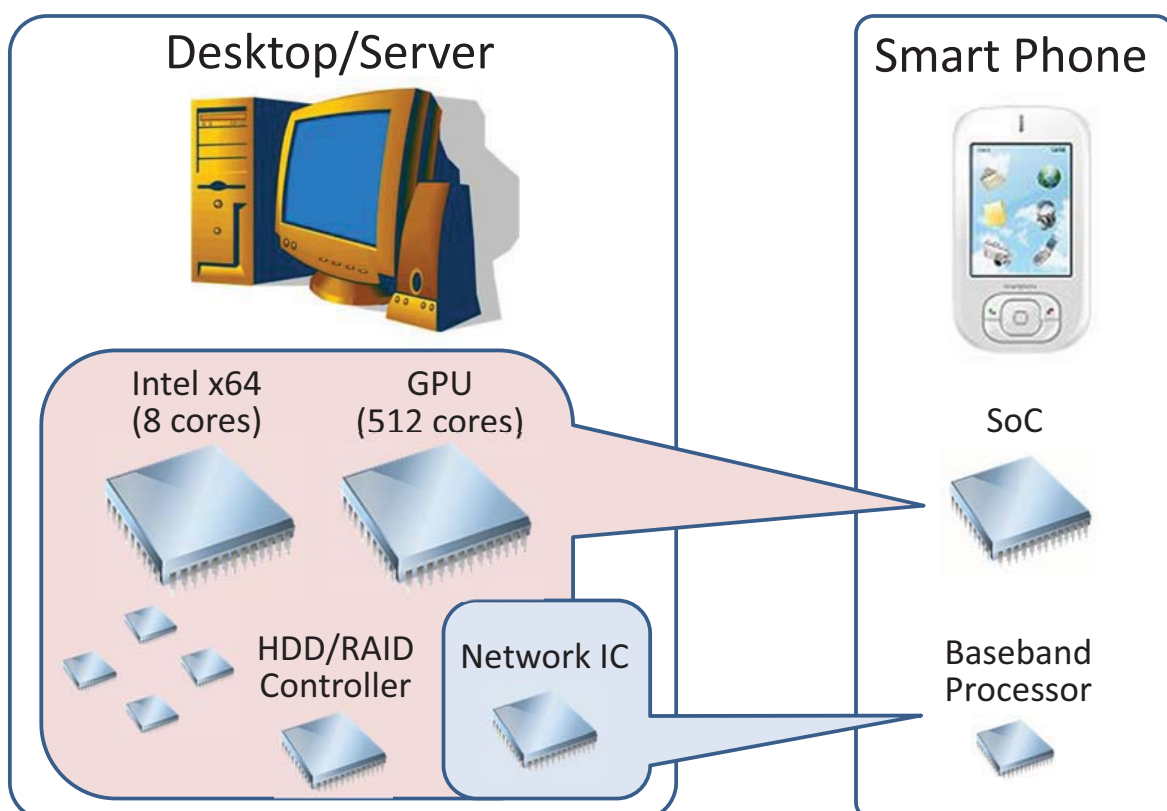 Desktop/Server
Smart Phone
Intel x64
(8 cores)
GPU
(512 cores)
SoC
HDD/RAID
Controller
Network IC
Baseband
Processor